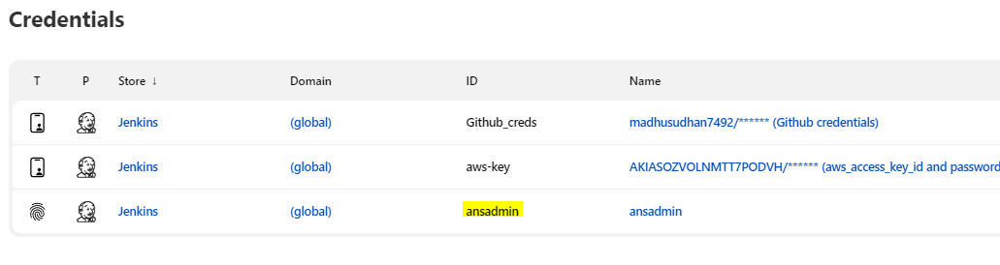 Credentials
T P Store ↓ Domain ID Name
Jenkins (global) Github_creds madhusudhan7492/****** (Github credentials)
Jenkins (global) aws-key AKIASOZVOLNMTT7PODVH/****** (aws_access_key_id and password
Jenkins (global) ansadmin ansadmin